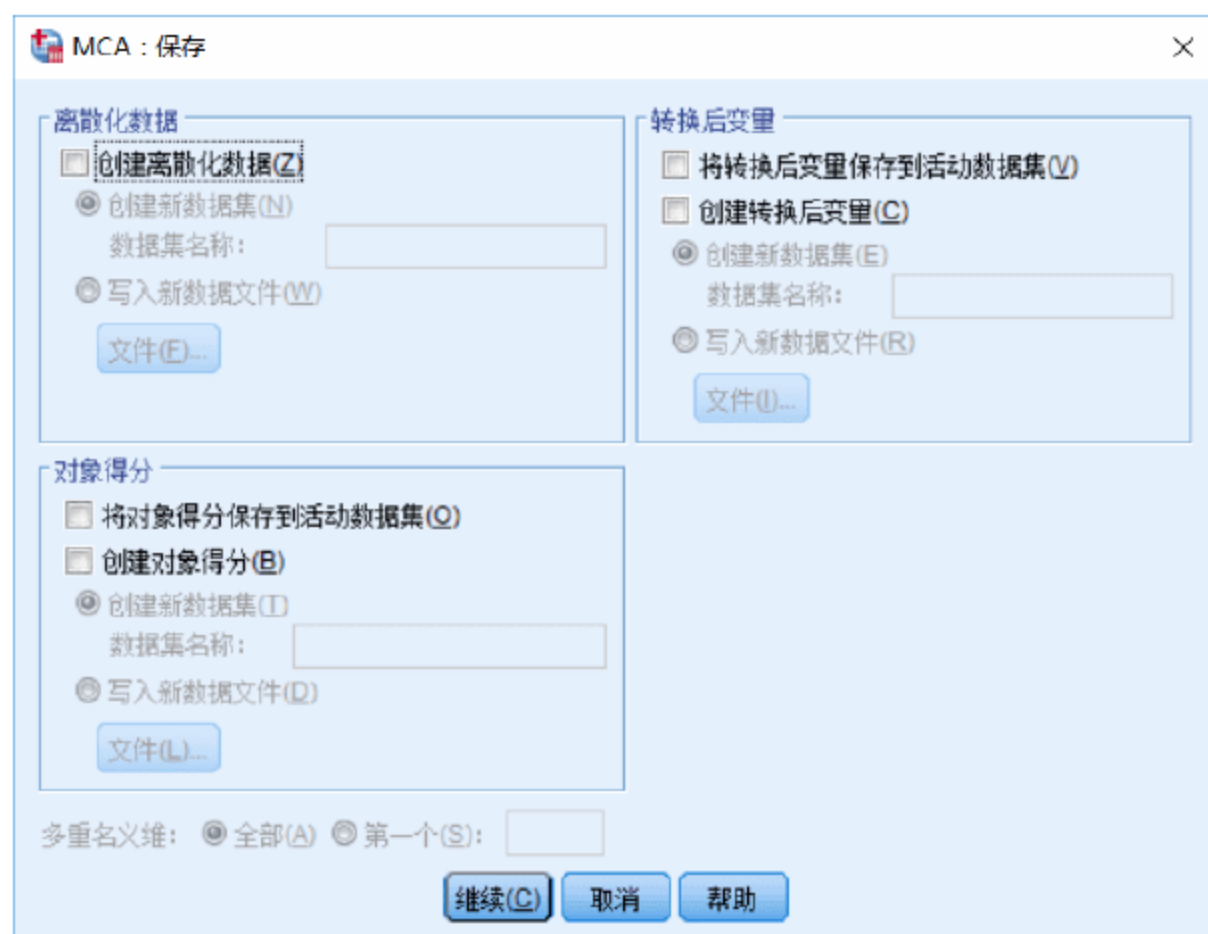 MCA：保存
离散化数据
创建离散化数据(Z)
创建新数据集(N)
数据集名称：
写入新数据文件(W)
文件(F)...
转换后变量
将转换后变量保存到活动数据集(V)
创建转换后变量(C)
创建新数据集(E)
数据集名称：
写入新数据文件(R)
文件(I)...
对象得分
将对象得分保存到活动数据集(O)
创建对象得分(B)
创建新数据集(T)
数据集名称：
写入新数据文件(D)
文件(L)...
多重名义维： 全部(A) 第一个(S)：
继续(C) 取消 帮助